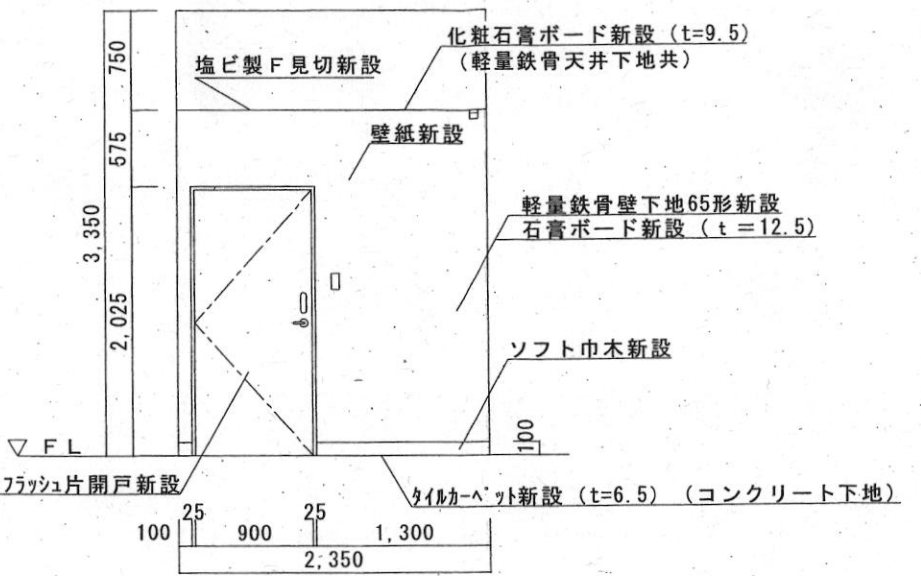 化粧石膏ボード新設（t=9.5）
（軽量鉄骨天井下地共）
塩ビ製Ｆ見切新設
750
575
壁紙新設
3,350
軽量鉄骨壁下地65形新設
石膏ボード新設（ｔ＝12.5）
2,025
ソフト巾木新設
▽ ＦＬ
100
ﾌﾗｯｼｭ片開戸新設
ﾀｲﾙｶｰﾍﾟｯﾄ新設（t=6.5）（コンクリート下地）
25
25
100
900
1,300
2,350